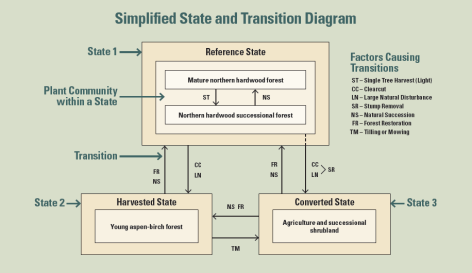 Simplified State and Transition Diagram
State 1
Reference State
Mature northern hardwood forest
ST
NS
Northern hardwood successional forest
Plant Community
within a State
Factors Causing
Transitions
ST – Single Tree Harvest (Light)
CC – Clearcut
LN – Large Natural Disturbance
SR – Stump Removal
NS – Natural Succession
FR – Forest Restoration
TM – Tilling or Mowing
Transition
FR
NS
CC
LN
FR
NS
CC
LN
SR
State 2
Harvested State
Young aspen-birch forest
NS FR
TM
Converted State
Agriculture and successional
shrubland
State 3